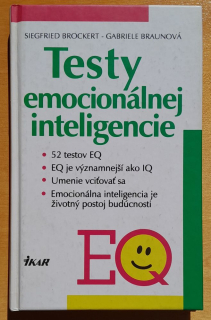 SIEGFRIED BROCKERT - GABRIELE BRAUNOVÁ
Testy
emocionálnej
inteligencie
• 52 testov EQ
• EQ je významnejší ako IQ
• Umenie vciťovať sa
• Emocionálna inteligencia je
životný postoj budúcnosti
IKAR
EQ